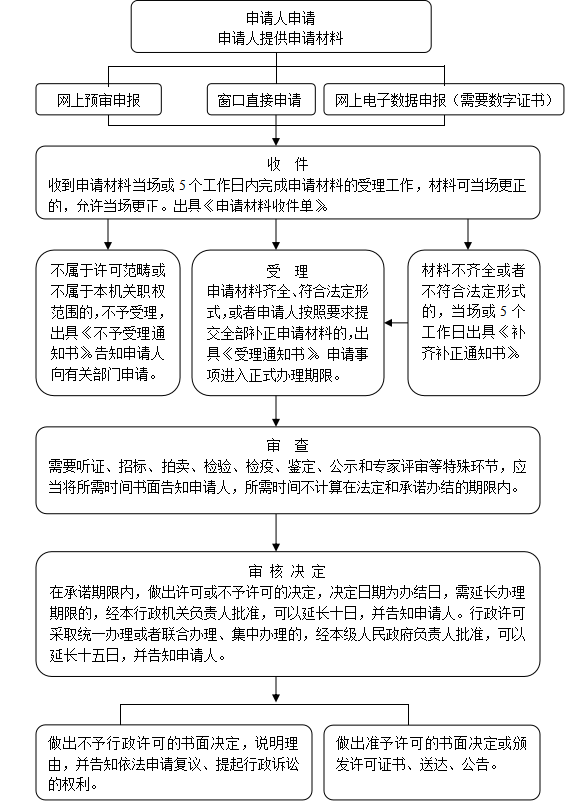 申请人申请
申请人提供申请材料
网上预审申报
窗口直接申请
网上电子数据申报（需要数字证书）
收 件
收到申请材料当场或 5 个工作日内完成申请材料的受理工作，材料可当场更正
的，允许当场更正。出具《申请材料收件单》
不属于许可范畴或
不属于本机关职权
范围的，不予受理，
出具《不予受理通
知书》告知申请人
向有关部门申请。
受 理
申请材料齐全、符合法定形
式，或者申请人按照要求提
交全部补正申请材料的，出
具《受理通知书》，申请事
项进入正式办理期限。
材料不齐全或者
不符合法定形式
的，当场或 5 个
工作日出具《补
齐补正通知书》
审 查
需要听证、招标、拍卖、检验、检疫、鉴定、公示和专家评审等特殊环节，应
当将所需时间书面告知申请人，所需时间不计算在法定和承诺办结的期限内。
审 核 决 定
在承诺期限内，做出许可或不予许可的决定，决定日期为办结日，需延长办理
期限的，经本行政机关负责人批准，可以延长十日，并告知申请人。行政许可
采取统一办理或者联合办理、集中办理的，经本级人民政府负责人批准，可以
延长十五日，并告知申请人。
做出不予行政许可的书面决定，说明理
由，并告知依法申请复议、提起行政诉讼
的权利。
做出准予许可的书面决定或颁
发许可证书、送达、公告。